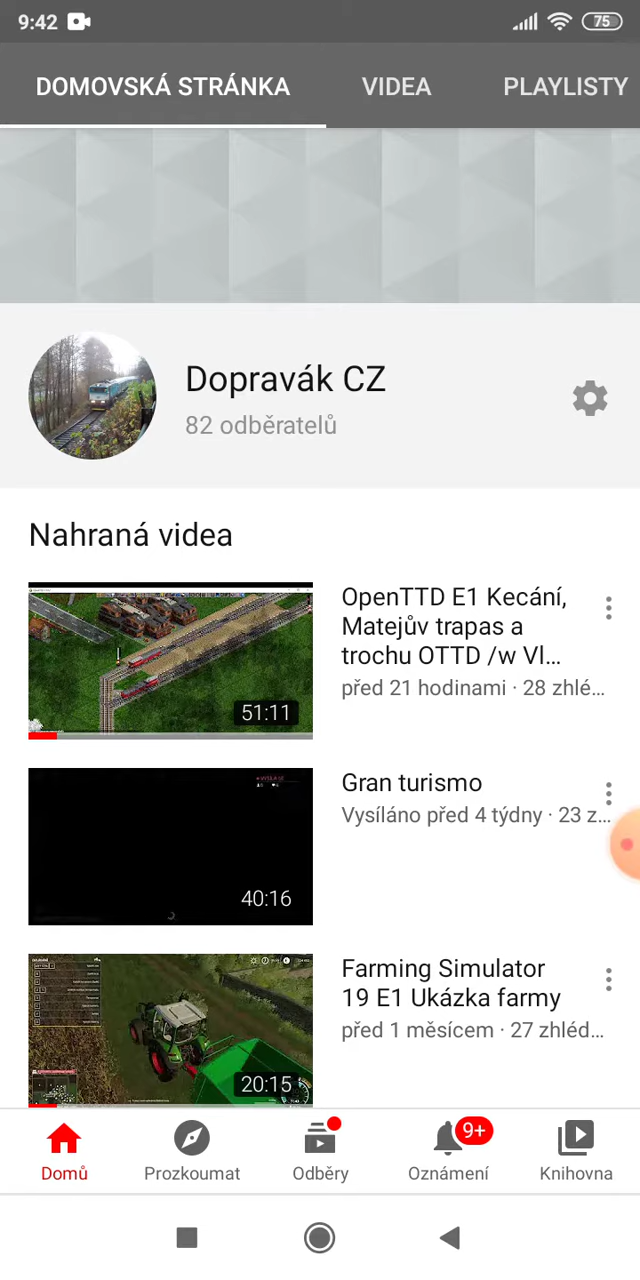 9:42
75
DOMOVSKÁ STRÁNKA
VIDEA
PLAYLISTY
Dopravák CZ
82 odběratelů
Nahraná videa
51:11
OpenTTD E1 Kecání,
Matejův trapas a
trochu OTTD /w Vl...
před 21 hodinami · 28 zhlé...
40:16
Gran turismo
Vysíláno před 4 týdny · 23 z...
20:15
Farming Simulator
19 E1 Ukázka farmy
před 1 měsícem · 27 zhléd...
9+
Domů
Prozkoumat
Odběry
Oznámení
Knihovna